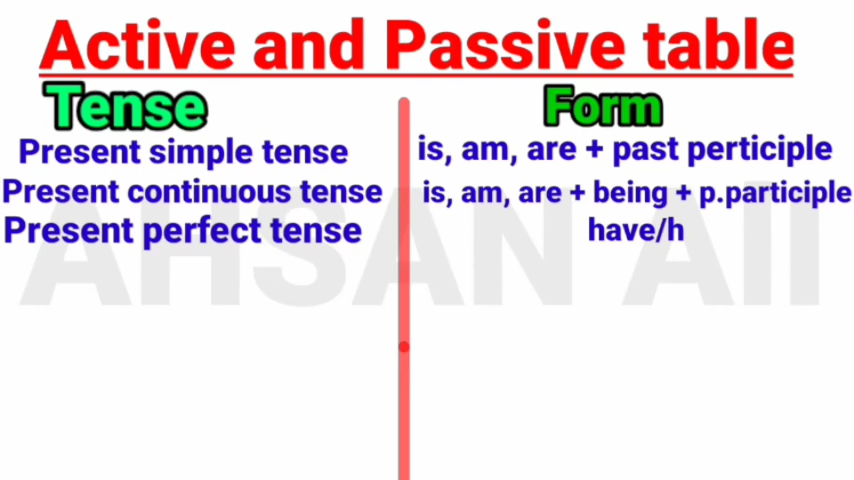 Active and Passive table
Tense
Form
Present simple tense
is, am, are + past perticiple
Present continuous tense
is, am, are + being + p.participle
Present perfect tense
have/h
AHSAN All